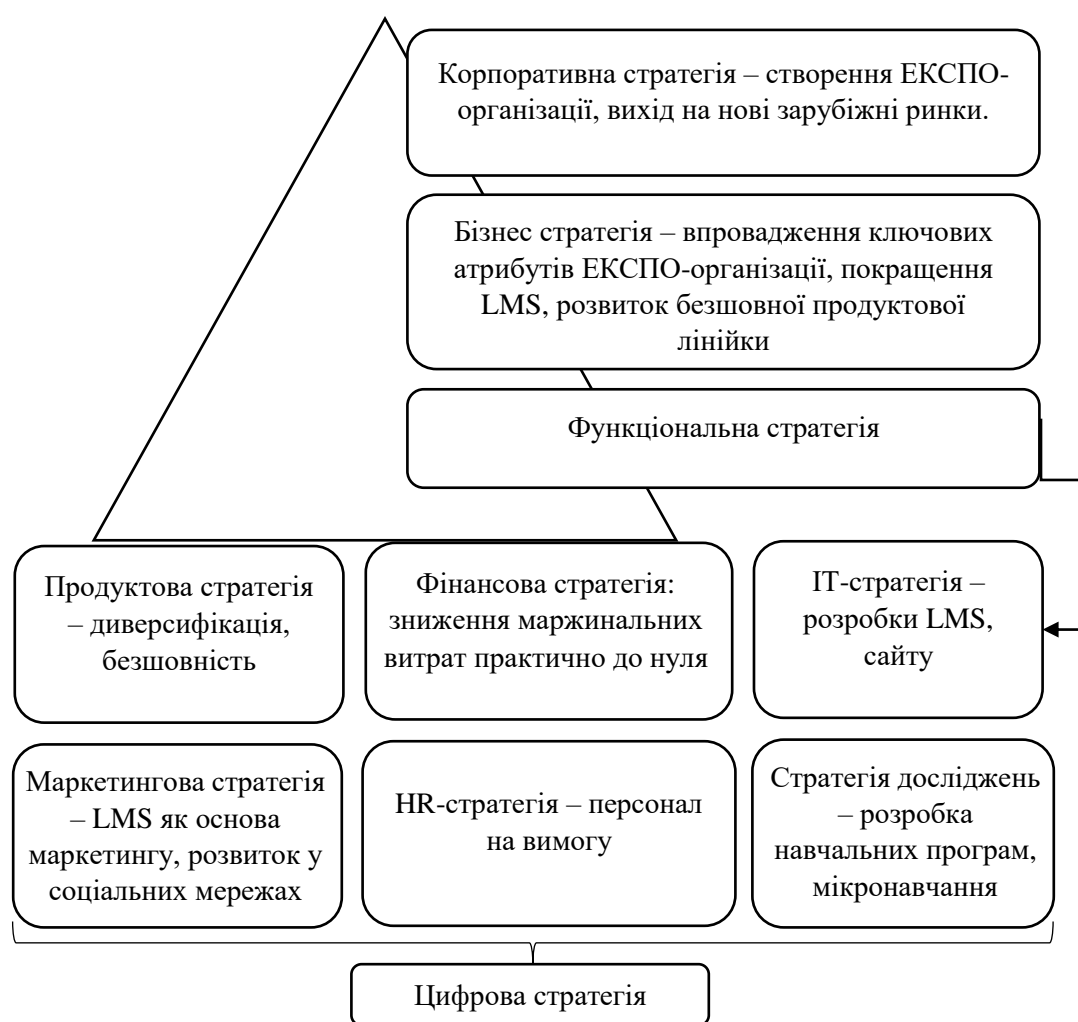 Корпоративна стратегія – створення ЕКСПО-
організації, вихід на нові зарубіжні ринки.
Бізнес стратегія – впровадження ключових
атрибутів ЕКСПО-організації, покращення
LMS, розвиток безшовної продуктової
лінійки
Функціональна стратегія
Продуктова стратегія
– диверсифікація,
безшовність
Фінансова стратегія:
зниження маржинальних
витрат практично до нуля
ІТ-стратегія –
розробки LMS,
сайту
Маркетингова стратегія
– LMS як основа
маркетингу, розвиток у
соціальних мережах
HR-стратегія – персонал
на вимогу
Стратегія досліджень
– розробка
навчальних програм,
мікронавчання
Цифрова стратегія